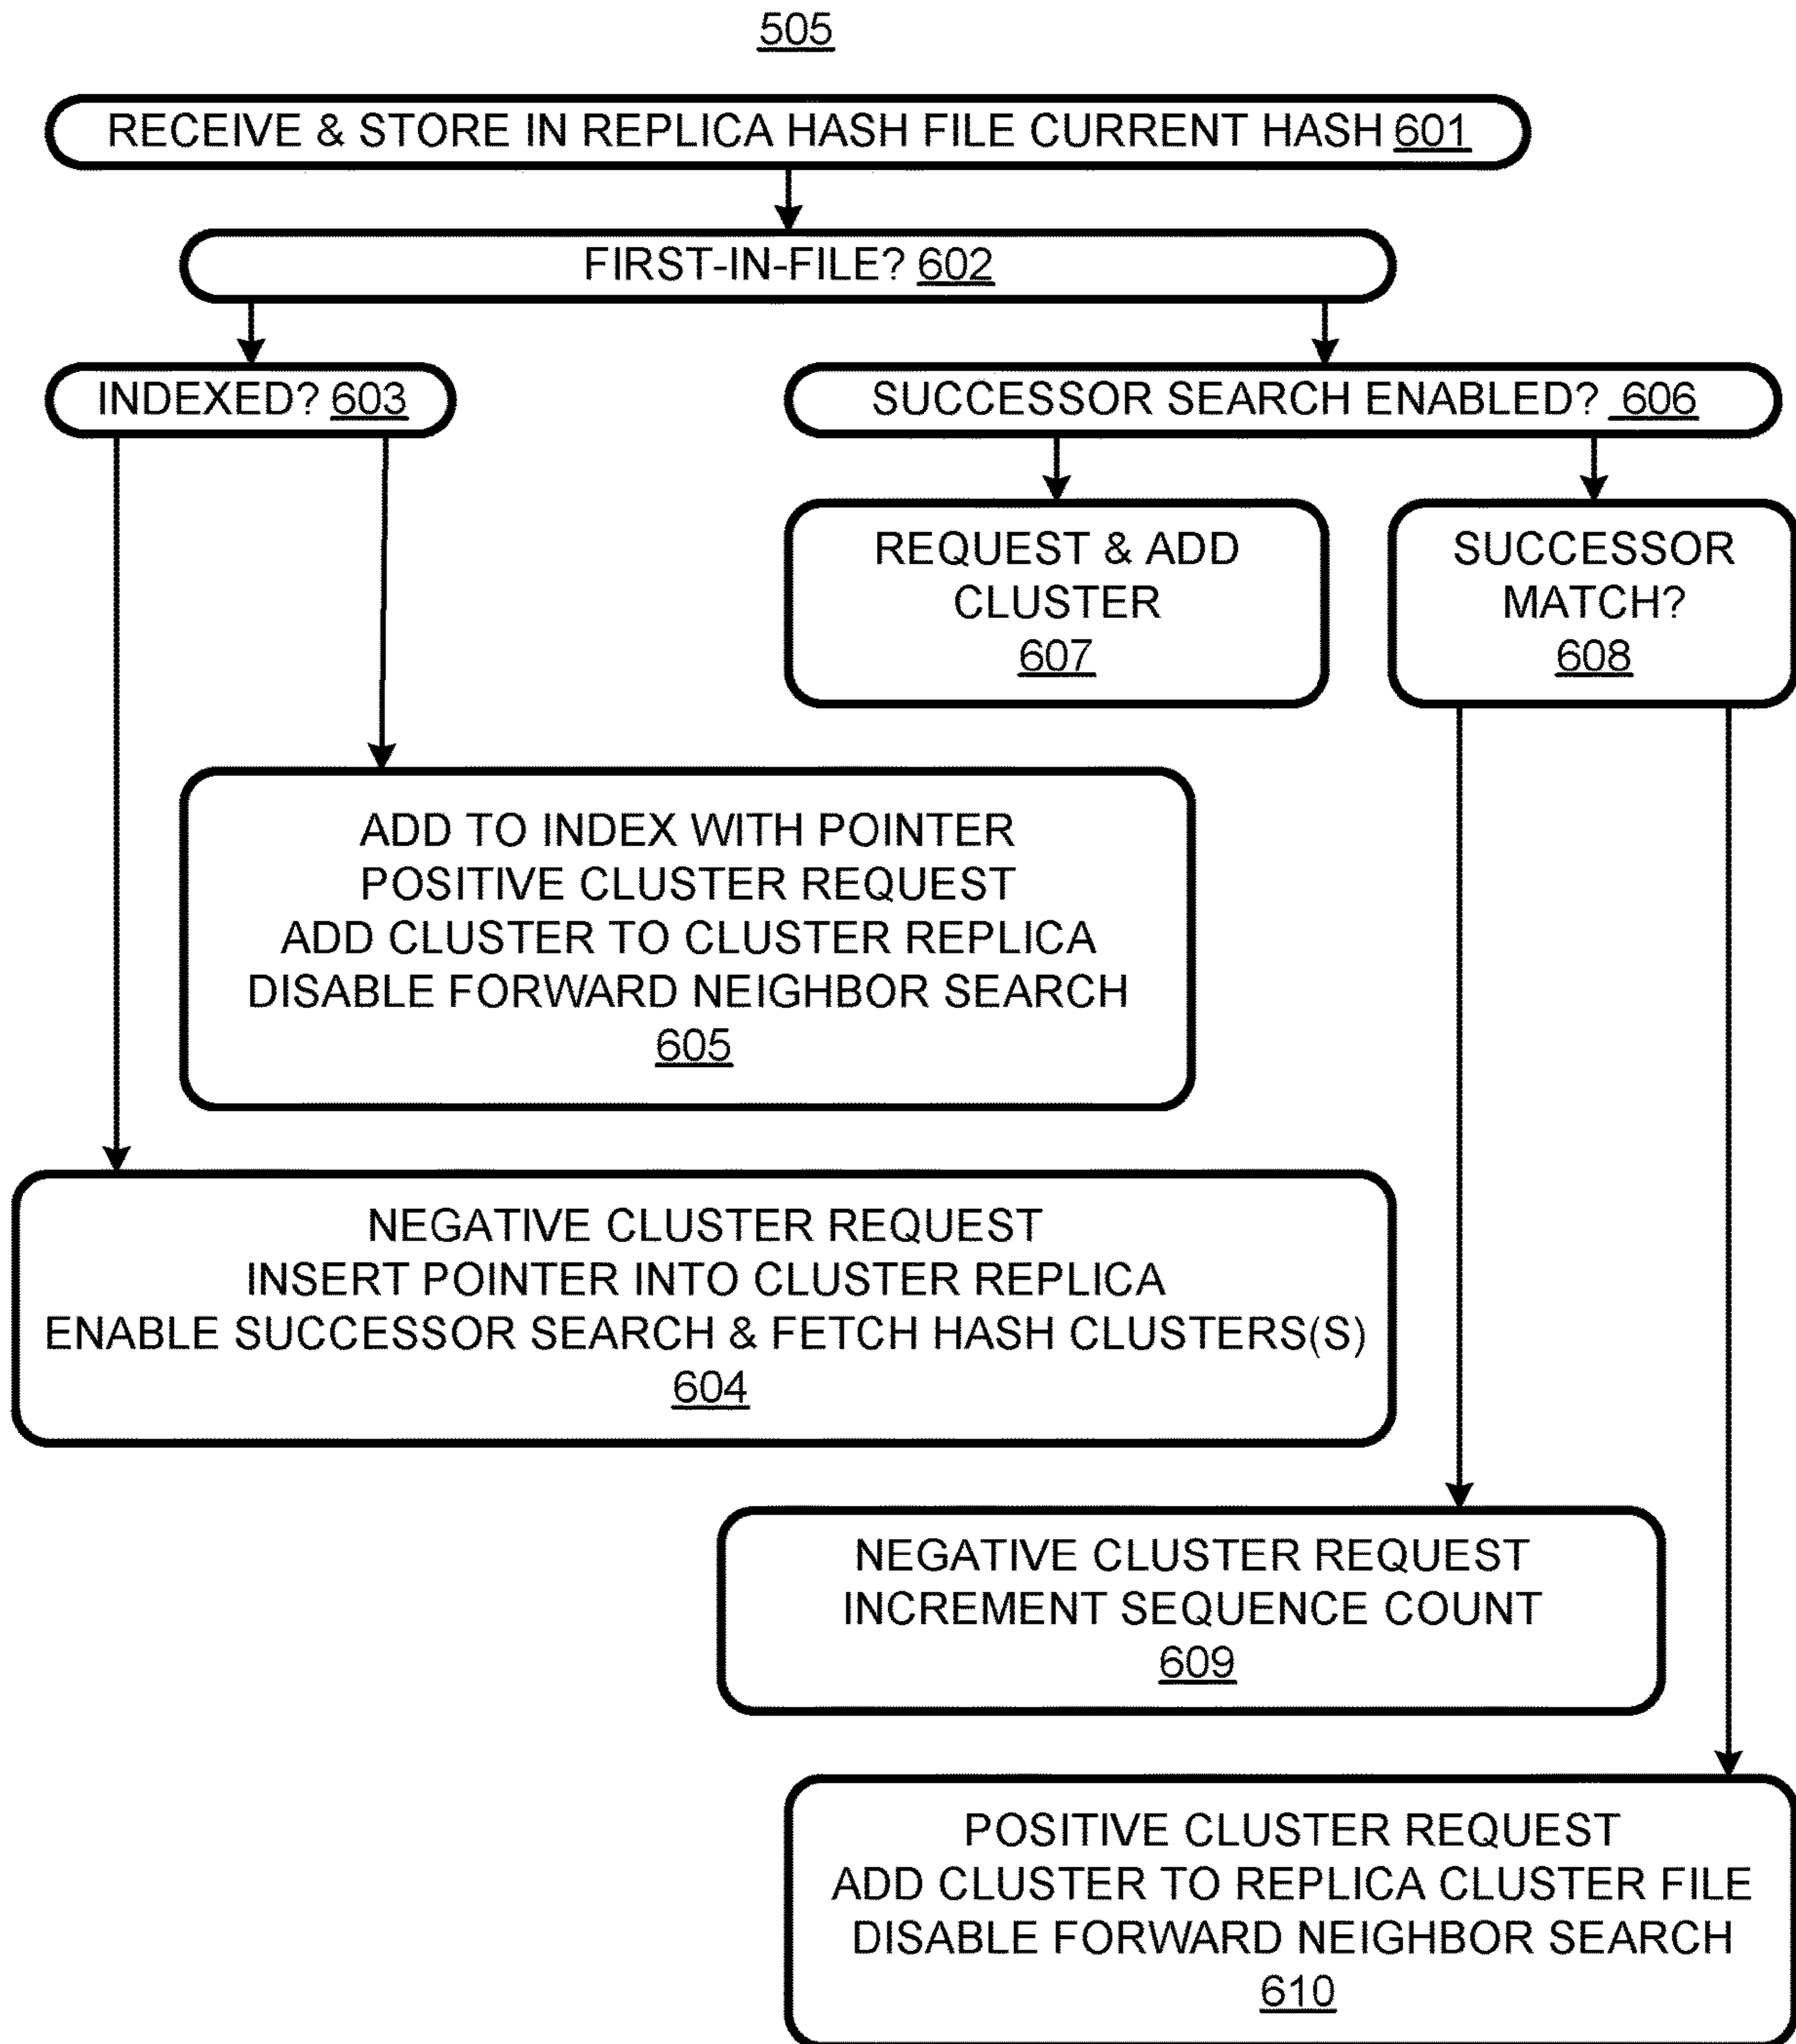 505
RECEIVE & STORE IN REPLICA HASH FILE CURRENT HASH 601
FIRST-IN-FILE? 602
INDEXED? 603
SUCCESSOR SEARCH ENABLED? 606
REQUEST & ADD
CLUSTER
607
SUCCESSOR
MATCH?
608
ADD TO INDEX WITH POINTER
POSITIVE CLUSTER REQUEST
ADD CLUSTER TO CLUSTER REPLICA
DISABLE FORWARD NEIGHBOR SEARCH
605
NEGATIVE CLUSTER REQUEST
INSERT POINTER INTO CLUSTER REPLICA
ENABLE SUCCESSOR SEARCH & FETCH HASH CLUSTERS(S)
604
NEGATIVE CLUSTER REQUEST
INCREMENT SEQUENCE COUNT
609
POSITIVE CLUSTER REQUEST
ADD CLUSTER TO REPLICA CLUSTER FILE
DISABLE FORWARD NEIGHBOR SEARCH
610